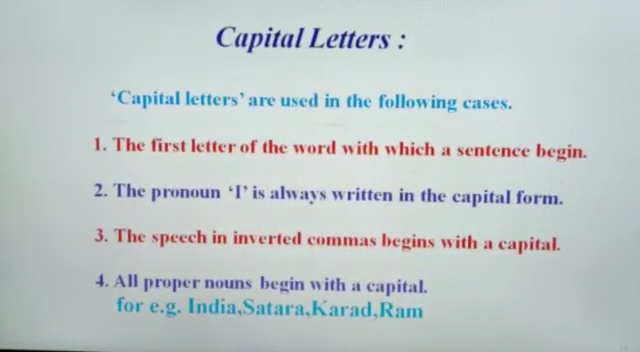 Capital Letters :
‘Capital letters’ are used in the following cases.
1. The first letter of the word with which a sentence begin.
2. The pronoun ‘I’ is always written in the capital form.
3. The speech in inverted commas begins with a capital.
4. All proper nouns begin with a capital.
for e.g. India,Satara,Karad,Ram